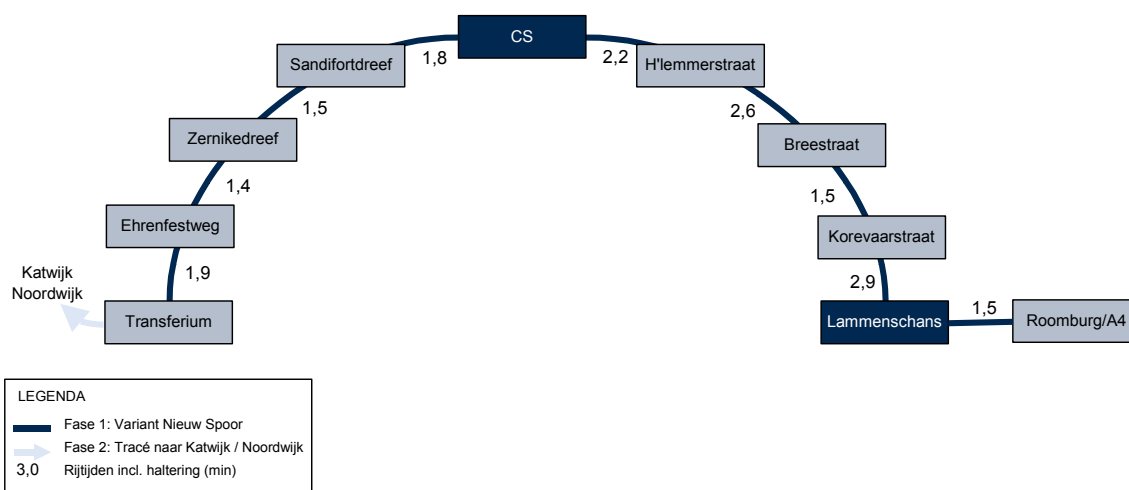 CS
1,8
2,2
Sandifortdreef
H'lemmerstraat
1,5
2,6
Zernikedreef
Breestraat
1,4
1,5
Ehrenfestweg
Korevaarstraat
1,9
2,9
Katwijk
Noordwijk
Transferium
Lammenschans
1,5
Roomburg/A4
LEGENDA
Fase 1: Variant Nieuw Spoor
Fase 2: Tracé naar Katwijk / Noordwijk
3,0 Rijtijden incl. haltering (min)